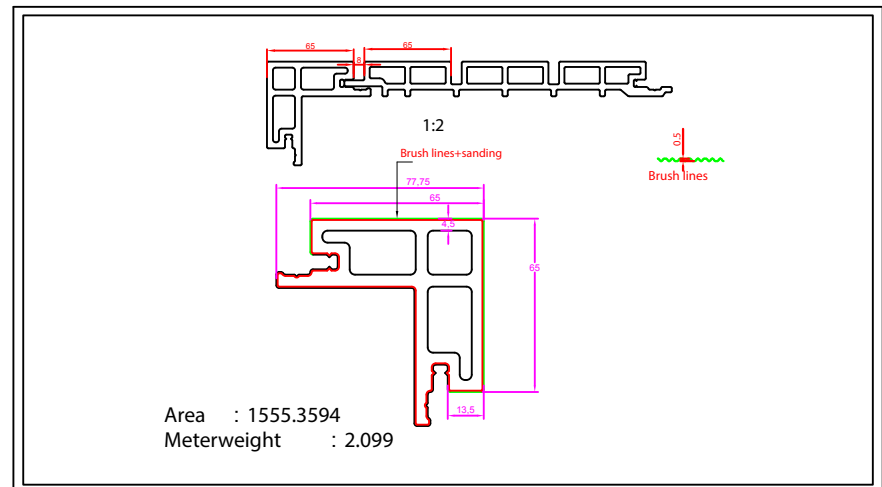 65
65
8
1:2
Brush lines+sanding
0.5
Brush lines
77,75
65
4,5
65
13.5
Area : 1555.3594
Meterweight : 2.099